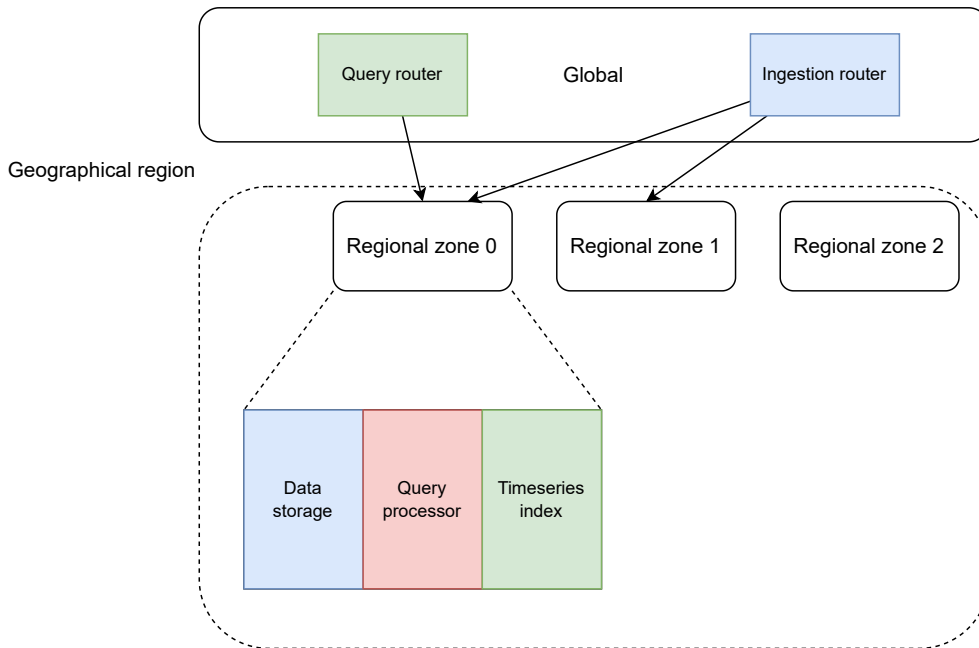 Query router
Global
Ingestion router
Geographical region
Regional zone 0
Regional zone 1
Regional zone 2
Data
storage
Query
processor
Timeseries
index